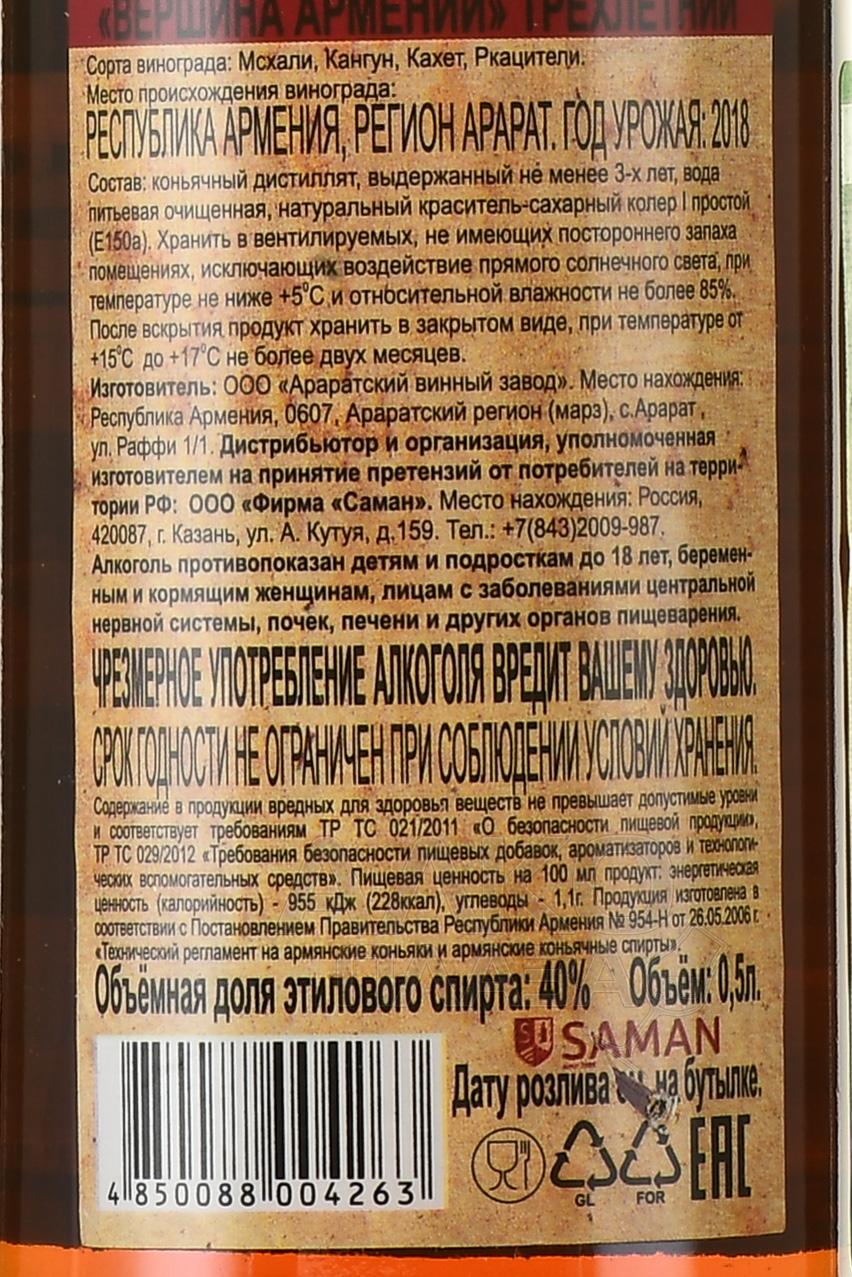 «ВЕРШИНА АРМЕНИИ» ТРЕХЛЕТНИЙ
Сорта винограда: Мсхали, Кангун, Кахет, Ркацители.
Место происхождения винограда:
РЕСПУБЛИКА АРМЕНИЯ, РЕГИОН АРАРАТ. ГОД УРОЖАЯ: 2018
Состав: коньячный дистиллят, выдержанный не менее 3-х лет, вода
питьевая очищенная, натуральный краситель-сахарный колер I простой
(Е150а). Хранить в вентилируемых, не имеющих постороннего запаха
помещениях, исключающих воздействие прямого солнечного света, при
температуре не ниже +5°С и относительной влажности не более 85%.
После вскрытия продукт хранить в закрытом виде, при температуре от
+15°С до +17°С не более двух месяцев.
Изготовитель: ООО «Араратский винный завод». Место нахождения:
Республика Армения, 0607, Араратский регион (марз), с.Арарат,
ул. Раффи 1/1. Дистрибьютор и организация, уполномоченная
изготовителем на принятие претензий от потребителей на терри-
тории РФ: ООО «Фирма «Саман». Место нахождения: Россия,
420087, г. Казань, ул. А. Кутуя, д.159. Тел.: +7(843)2009-987.
Алкоголь противопоказан детям и подросткам до 18 лет, беремен-
ным и кормящим женщинам, лицам с заболеваниями центральной
нервной системы, почек, печени и других органов пищеварения.
ЧРЕЗМЕРНОЕ УПОТРЕБЛЕНИЕ АЛКОГОЛЯ ВРЕДИТ ВАШЕМУ ЗДОРОВЬЮ.
СРОК ГОДНОСТИ НЕ ОГРАНИЧЕН ПРИ СОБЛЮДЕНИИ УСЛОВИЙ ХРАНЕНИЯ.
Содержание в продукции вредных для здоровья веществ не превышает допустимые уровни
и соответствует требованиям ТР ТС 021/2011 «О безопасности пищевой продукции»,
ТР ТС 029/2012 «Требования безопасности пищевых добавок, ароматизаторов и технологи-
ческих вспомогательных средств». Пищевая ценность на 100 мл продукт: энергетическая
ценность (калорийность) - 955 кДж (228ккал), углеводы - 1,1г. Продукция изготовлена в
соответствии с Постановлением Правительства Республики Армения № 954-Н от 26.05.2006 г.
«Технический регламент на армянские коньяки и армянские коньячные спирты».
Объёмная доля этилового спирта: 40% Объём: 0,5л.
SAMAN
Дату розлива на бутылке.
4 850088 004263
GL FOR EAC